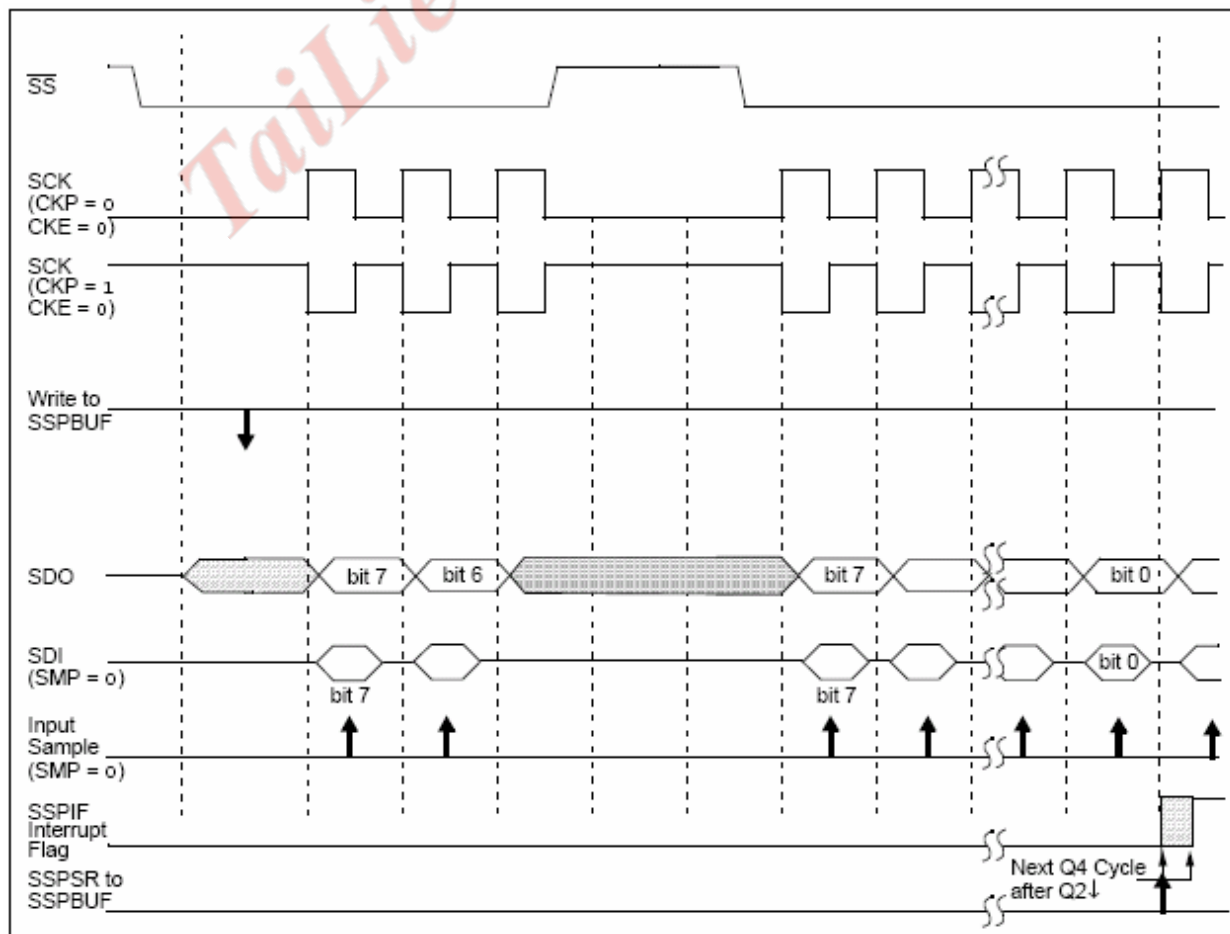 TaiLie
SS
SCK
(CKP = 0
CKE = 0)
SCK
(CKP = 1
CKE = 0)
Write to
SSPBUF
SDO
bit 7
bit 6
bit 7
bit 0
SDI
(SMP = 0)
bit 7
bit 7
bit 0
Input
Sample
(SMP = 0)
SSPIF
Interrupt
Flag
SSPSR to
SSPBUF
Next Q4 Cycle
after Q2↓